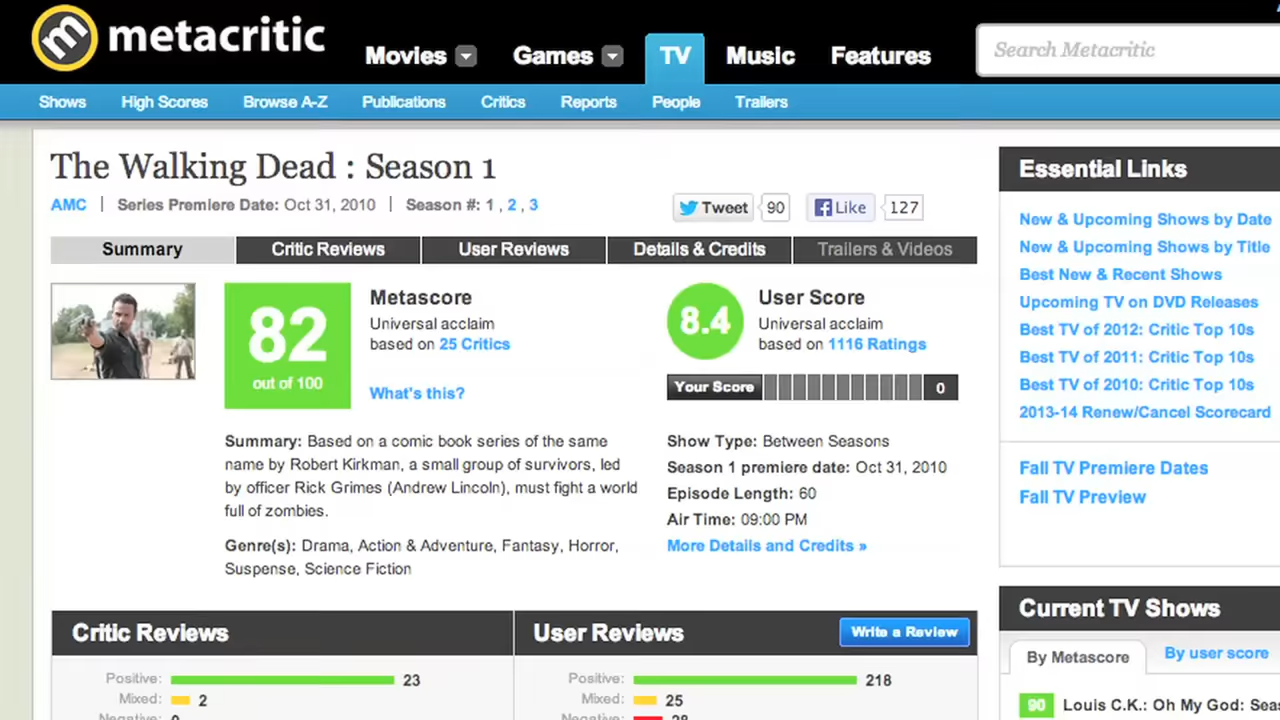 metacritic
Movies Games TV Music Features
Search Metacritic
Shows High Scores Browse A-Z Publications Critics Reports People Trailers
The Walking Dead : Season 1
AMC | Series Premiere Date: Oct 31, 2010 | Season #: 1 , 2 , 3
Tweet 90 Like 127
Summary Critic Reviews User Reviews Details & Credits Trailers & Videos
82
out of 100
Metascore
Universal acclaim
based on 25 Critics
What's this?
8.4
User Score
Universal acclaim
based on 1116 Ratings
Your Score 0
Summary: Based on a comic book series of the same
name by Robert Kirkman, a small group of survivors, led
by officer Rick Grimes (Andrew Lincoln), must fight a world
full of zombies.
Genre(s): Drama, Action & Adventure, Fantasy, Horror,
Suspense, Science Fiction
Show Type: Between Seasons
Season 1 premiere date: Oct 31, 2010
Episode Length: 60
Air Time: 09:00 PM
More Details and Credits »
Critic Reviews
Positive: 23
Mixed: 2
Negative: 0
User Reviews
Write a Review
Positive: 218
Mixed: 25
Negative: 28
Essential Links
New & Upcoming Shows by Date
New & Upcoming Shows by Title
Best New & Recent Shows
Upcoming TV on DVD Releases
Best TV of 2012: Critic Top 10s
Best TV of 2011: Critic Top 10s
Best TV of 2010: Critic Top 10s
2013-14 Renew/Cancel Scorecard
Fall TV Premiere Dates
Fall TV Preview
Current TV Shows
By Metascore By user score
90 Louis C.K.: Oh My God: Sea